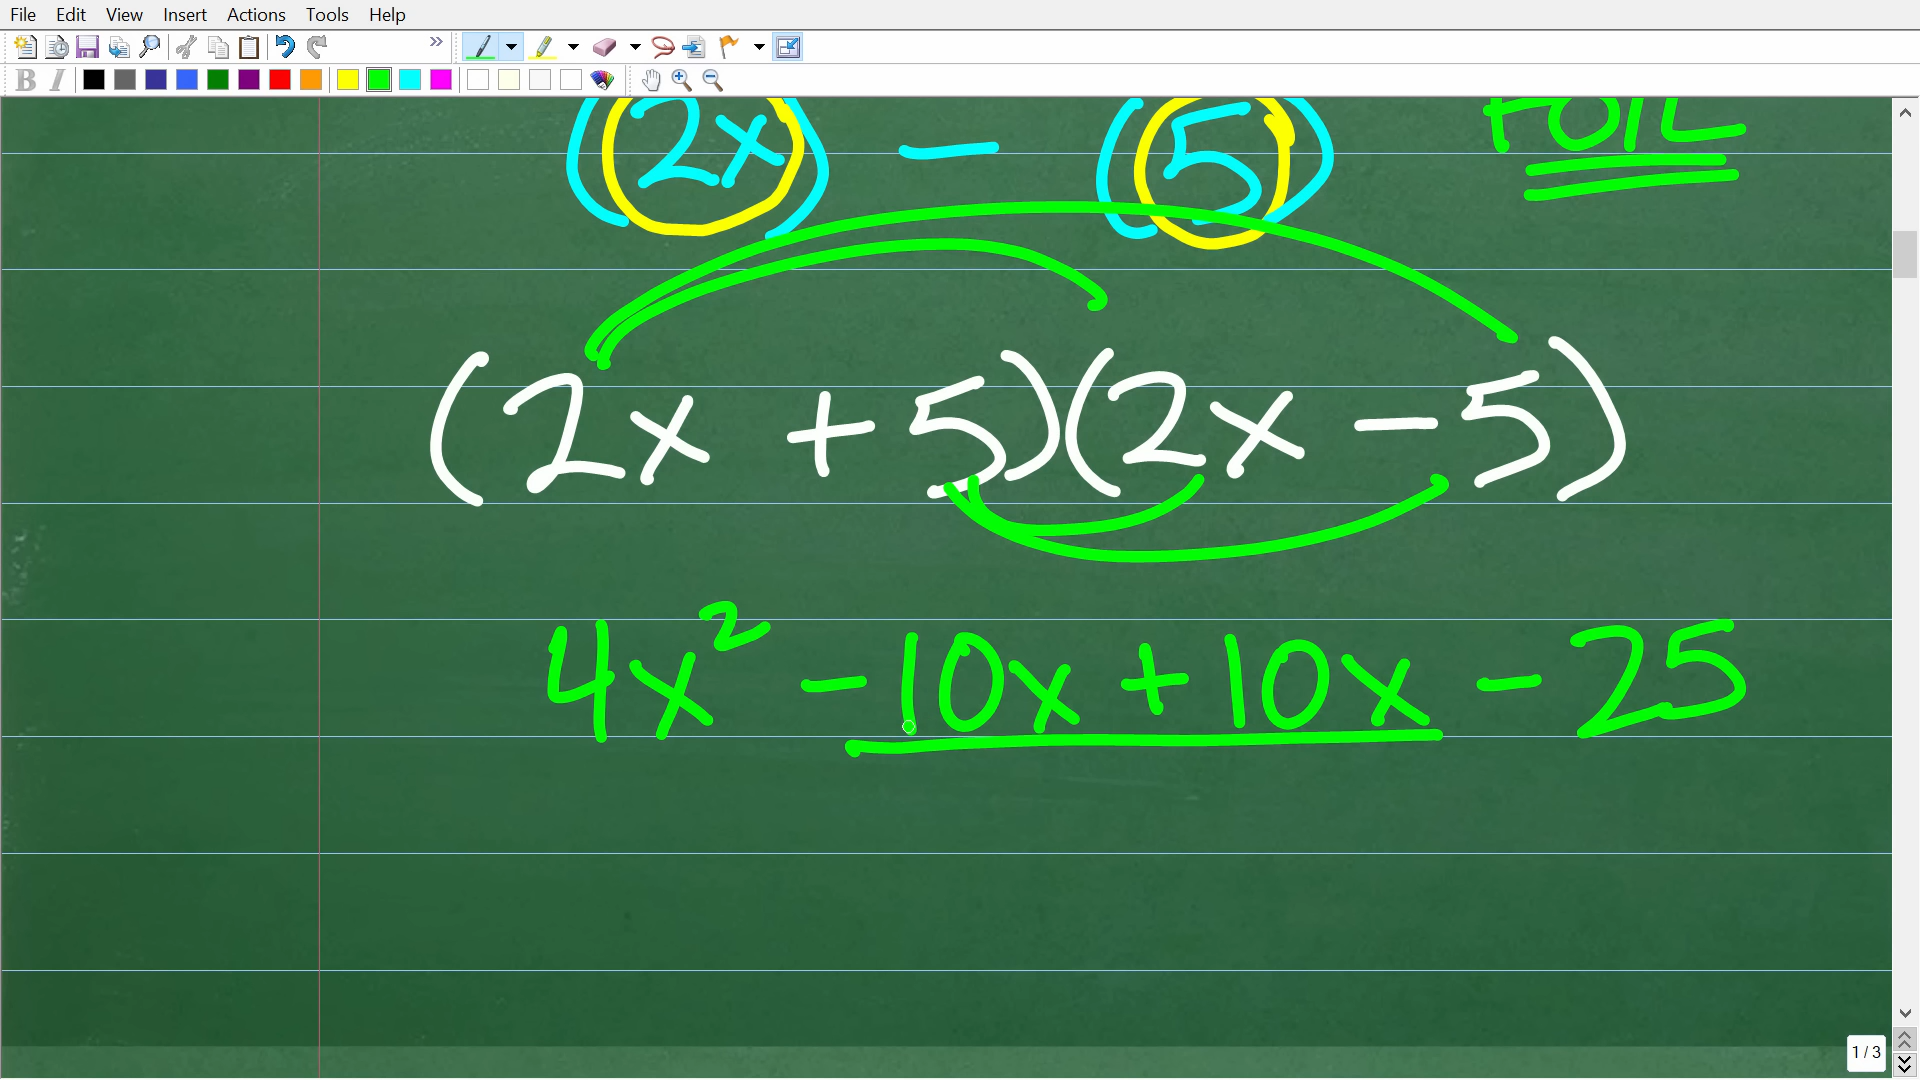 File Edit View Insert Actions Tools Help
B I
(2x) - (5) FOIL
(2x + 5)(2x - 5)
4x² - 10x + 10x - 25
1 / 3